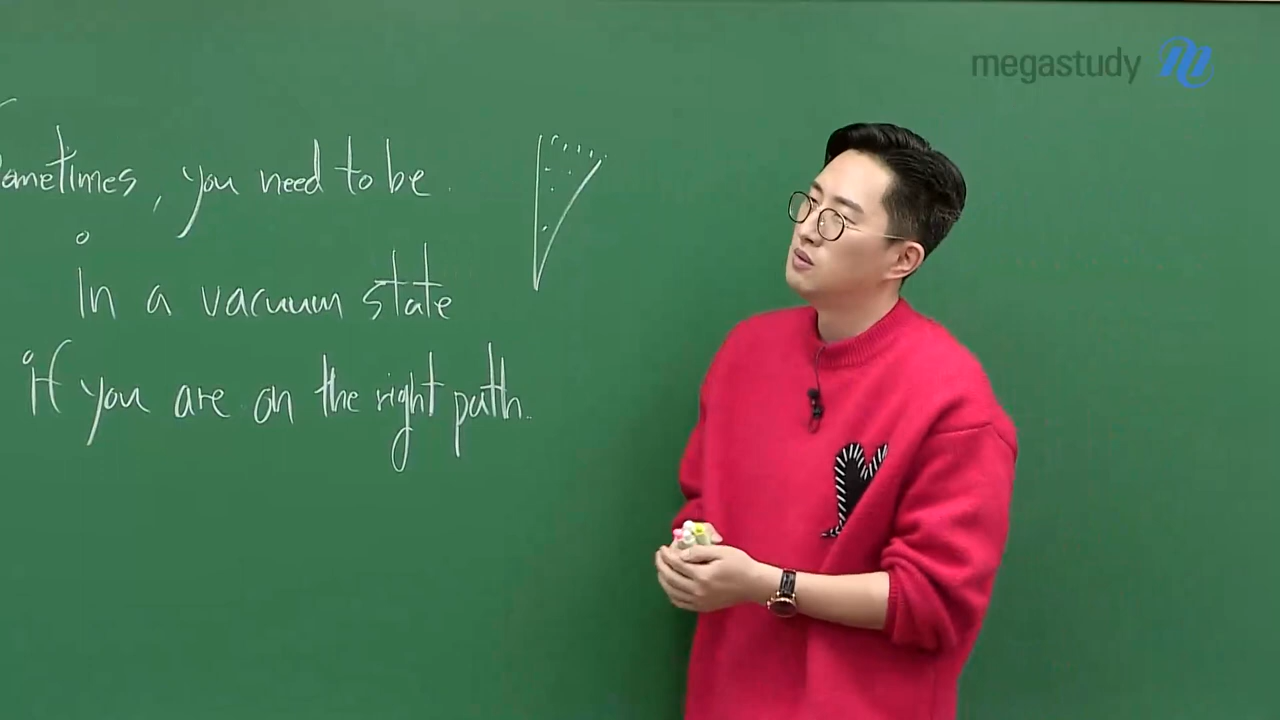 Sometimes, you need to be
in a vacuum state
if you are on the right path.
megastudy